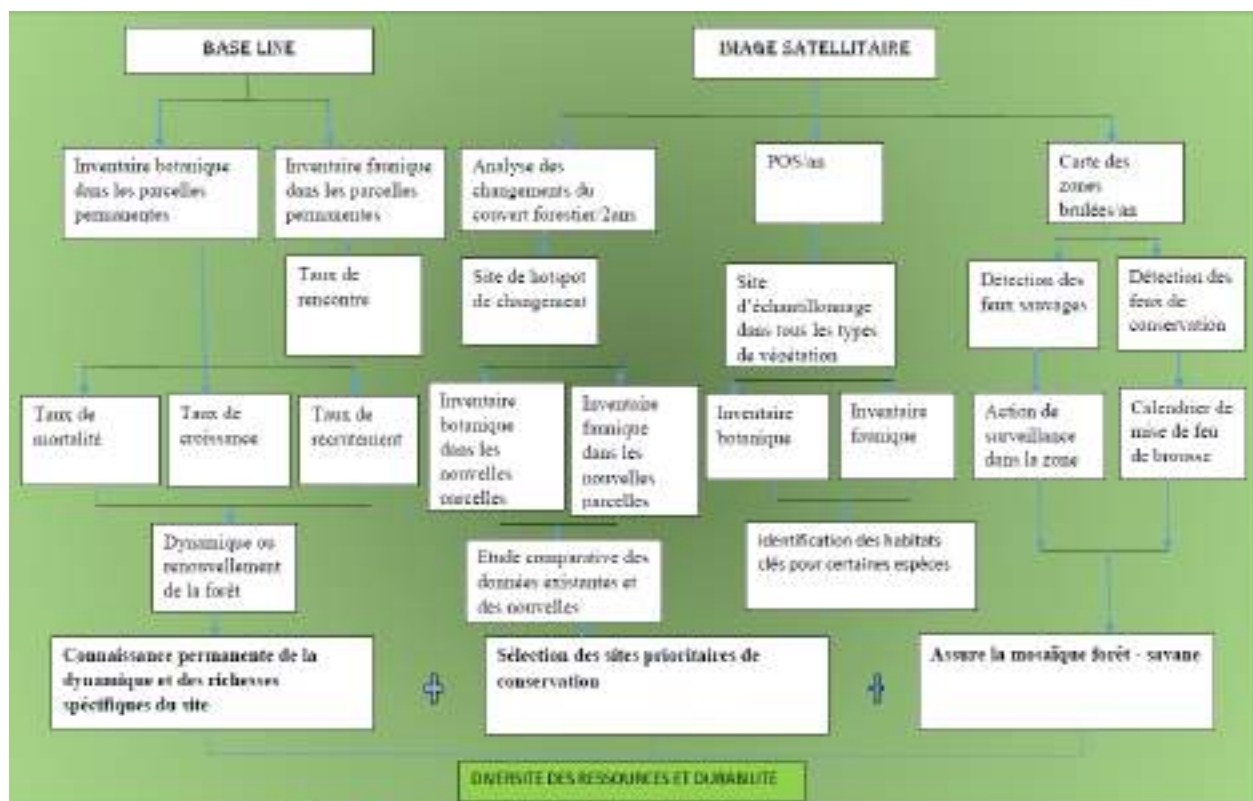 BASE LINE
IMAGE SATELLITAIRE
Inventaire botanique
dans les parcelles
permanentes
Inventaire faunique
dans les parcelles
permanentes
Analyse des
changements du
couvert forestier/2ans
POS/an
Carte des
zones
brulées/an
Taux de
rencontre
Site de hotspot
de changement
Site
d'échantillonnage
dans tous les types
de végétation
Détection des
feux sauvages
Détection des
feux de
conservation
Taux de
mortalité
Taux de
croissance
Taux de
recrutement
Inventaire
botanique
dans les
nouvelles
parcelles
Inventaire
faunique
dans les
nouvelles
parcelles
Inventaire
botanique
Inventaire
faunique
Action de
surveillance
dans la zone
Calendrier de
mise de feu
de brousse
Dynamique ou
renouvellement
de la forêt
Etude comparative des
données existantes et
des nouvelles
identification des habitats
clés pour certaines espèces
Connaissance permanente de la
dynamique et des richesses
spécifiques du site
Sélection des sites prioritaires de
conservation
Assure la mosaïque forêt - savane
DIVERSITE DES RESSOURCES ET DURABILITÉ